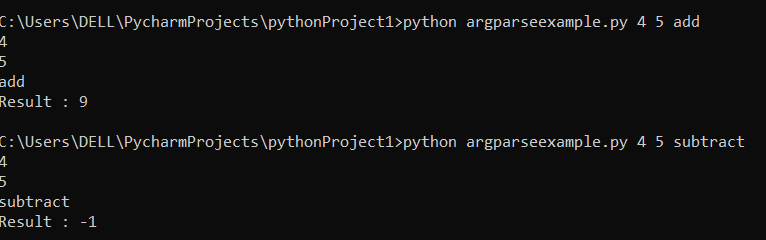 C:\Users\DELL\PycharmProjects\pythonProject1>python argparseexample.py 4 5 add
4
5
add
Result : 9
C:\Users\DELL\PycharmProjects\pythonProject1>python argparseexample.py 4 5 subtract
4
5
subtract
Result : -1